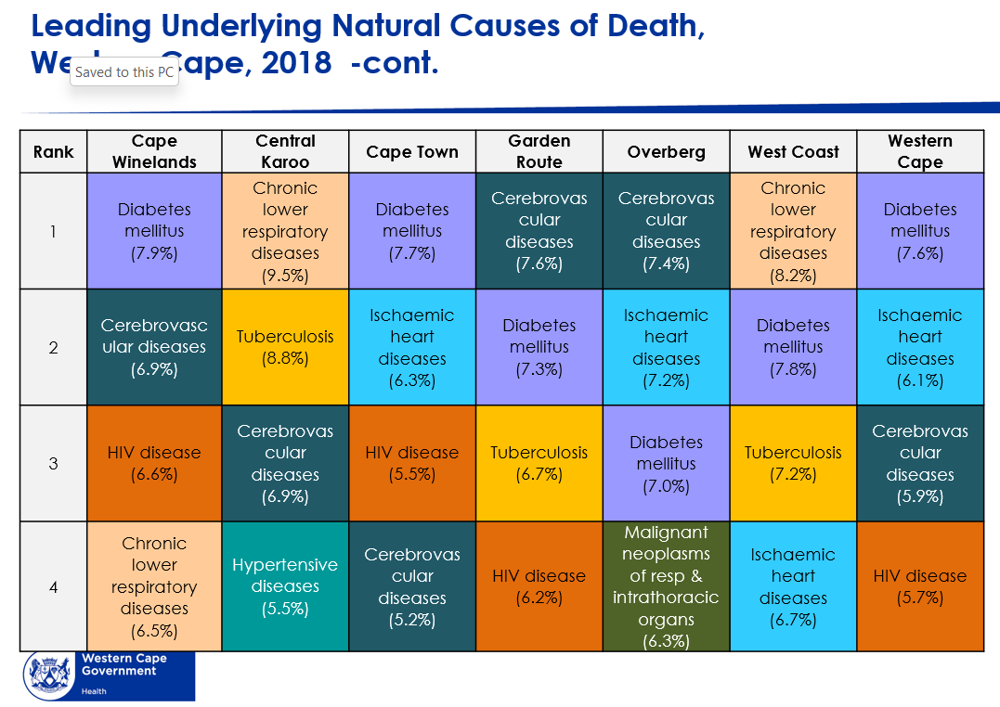 Leading Underlying Natural Causes of Death,
We Cape, 2018 -cont.
Saved to this PC
Rank
Cape
Winelands
Central
Karoo
Cape Town
Garden
Route
Overberg
West Coast
Western
Cape
1
Diabetes
mellitus
(7.9%)
Chronic
lower
respiratory
diseases
(9.5%)
Diabetes
mellitus
(7.7%)
Cerebrovas
cular
diseases
(7.6%)
Cerebrovas
cular
diseases
(7.4%)
Chronic
lower
respiratory
diseases
(8.2%)
Diabetes
mellitus
(7.6%)
2
Cerebrovasc
ular diseases
(6.9%)
Tuberculosis
(8.8%)
Ischaemic
heart
diseases
(6.3%)
Diabetes
mellitus
(7.3%)
Ischaemic
heart
diseases
(7.2%)
Diabetes
mellitus
(7.8%)
Ischaemic
heart
diseases
(6.1%)
3
HIV disease
(6.6%)
Cerebrovas
cular
diseases
(6.9%)
HIV disease
(5.5%)
Tuberculosis
(6.7%)
Diabetes
mellitus
(7.0%)
Tuberculosis
(7.2%)
Cerebrovas
cular
diseases
(5.9%)
4
Chronic
lower
respiratory
diseases
(6.5%)
Hypertensive
diseases
(5.5%)
Cerebrovas
cular
diseases
(5.2%)
HIV disease
(6.2%)
Malignant
neoplasms
of resp &
intrathoracic
organs
(6.3%)
Ischaemic
heart
diseases
(6.7%)
HIV disease
(5.7%)
Western Cape
Government
Health